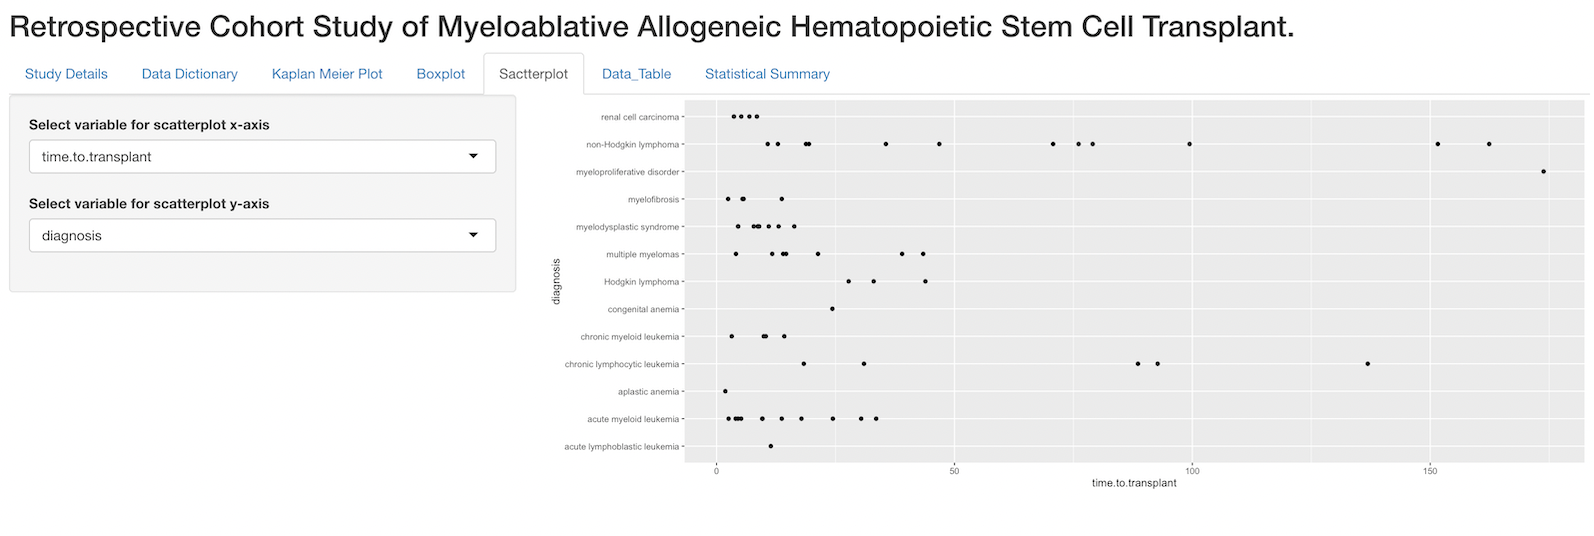 Retrospective Cohort Study of Myeloablative Allogeneic Hematopoietic Stem Cell Transplant.
Study Details
Data Dictionary
Kaplan Meier Plot
Boxplot
Sactterplot
Data_Table
Statistical Summary
Select variable for scatterplot x-axis
time.to.transplant
Select variable for scatterplot y-axis
diagnosis
diagnosis
renal cell carcinoma
non-Hodgkin lymphoma
myeloproliferative disorder
myelofibrosis
myelodysplastic syndrome
multiple myelomas
Hodgkin lymphoma
congenital anemia
chronic myeloid leukemia
chronic lymphocytic leukemia
aplastic anemia
acute myeloid leukemia
acute lymphoblastic leukemia
0
50
100
150
time.to.transplant